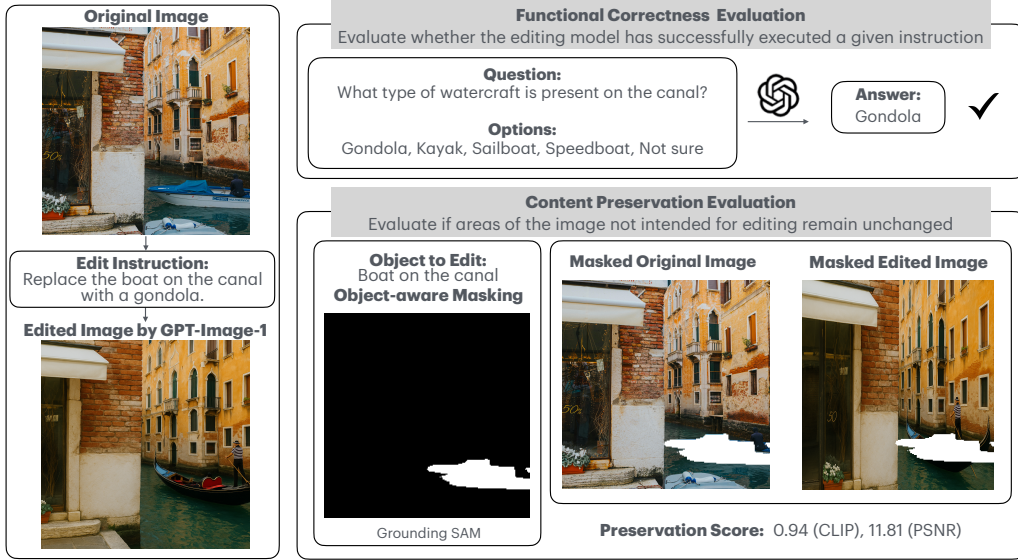 Original Image
50s
Edit Instruction:
Replace the boat on the canal
with a gondola.
Edited Image by GPT-Image-1
Functional Correctness Evaluation
Evaluate whether the editing model has successfully executed a given instruction
Question:
What type of watercraft is present on the canal?
Options:
Gondola, Kayak, Sailboat, Speedboat, Not sure
Answer:
Gondola
Content Preservation Evaluation
Evaluate if areas of the image not intended for editing remain unchanged
Object to Edit:
Boat on the canal
Object-aware Masking
Grounding SAM
Masked Original Image
50s
Masked Edited Image
50
Preservation Score: 0.94 (CLIP), 11.81 (PSNR)